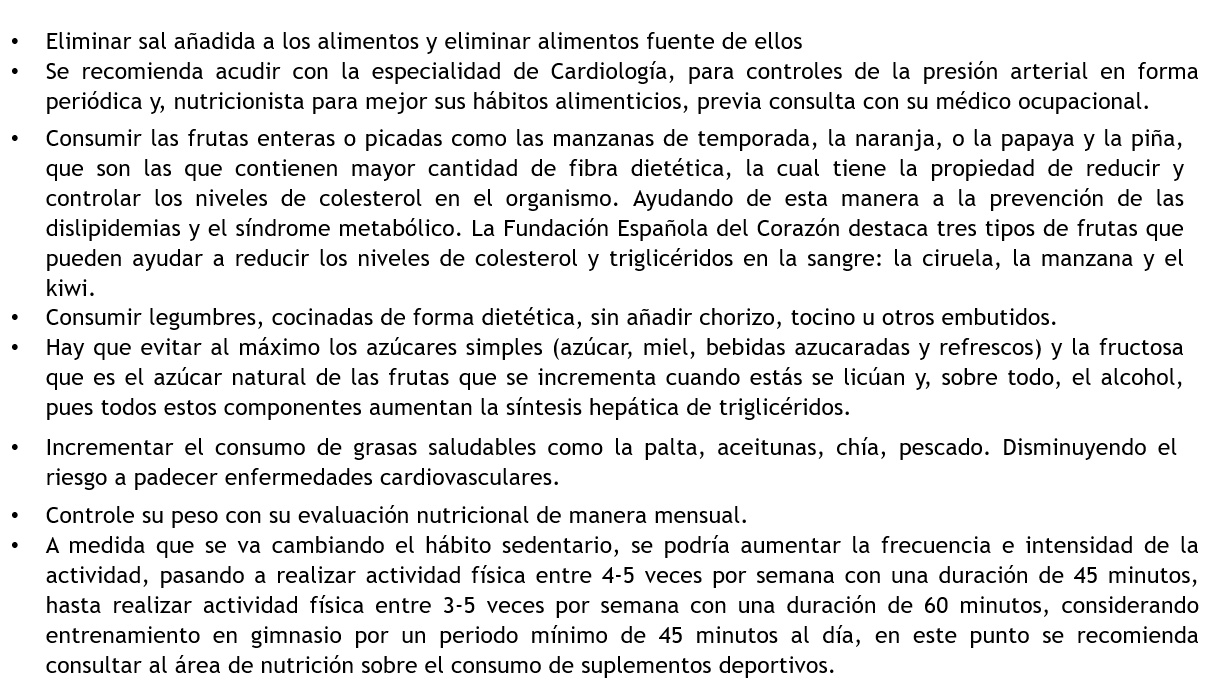 • Eliminar sal añadida a los alimentos y eliminar alimentos fuente de ellos
• Se recomienda acudir con la especialidad de Cardiología, para controles de la presión arterial en forma
periódica y, nutricionista para mejor sus hábitos alimenticios, previa consulta con su médico ocupacional.
• Consumir las frutas enteras o picadas como las manzanas de temporada, la naranja, o la papaya y la piña,
que son las que contienen mayor cantidad de fibra dietética, la cual tiene la propiedad de reducir y
controlar los niveles de colesterol en el organismo. Ayudando de esta manera a la prevención de las
dislipidemias y el síndrome metabólico. La Fundación Española del Corazón destaca tres tipos de frutas que
pueden ayudar a reducir los niveles de colesterol y triglicéridos en la sangre: la ciruela, la manzana y el
kiwi.
• Consumir legumbres, cocinadas de forma dietética, sin añadir chorizo, tocino u otros embutidos.
• Hay que evitar al máximo los azúcares simples (azúcar, miel, bebidas azucaradas y refrescos) y la fructosa
que es el azúcar natural de las frutas que se incrementa cuando estás se licúan y, sobre todo, el alcohol,
pues todos estos componentes aumentan la síntesis hepática de triglicéridos.
• Incrementar el consumo de grasas saludables como la palta, aceitunas, chía, pescado. Disminuyendo el
riesgo a padecer enfermedades cardiovasculares.
• Controle su peso con su evaluación nutricional de manera mensual.
• A medida que se va cambiando el hábito sedentario, se podría aumentar la frecuencia e intensidad de la
actividad, pasando a realizar actividad física entre 4-5 veces por semana con una duración de 45 minutos,
hasta realizar actividad física entre 3-5 veces por semana con una duración de 60 minutos, considerando
entrenamiento en gimnasio por un periodo mínimo de 45 minutos al día, en este punto se recomienda
consultar al área de nutrición sobre el consumo de suplementos deportivos.